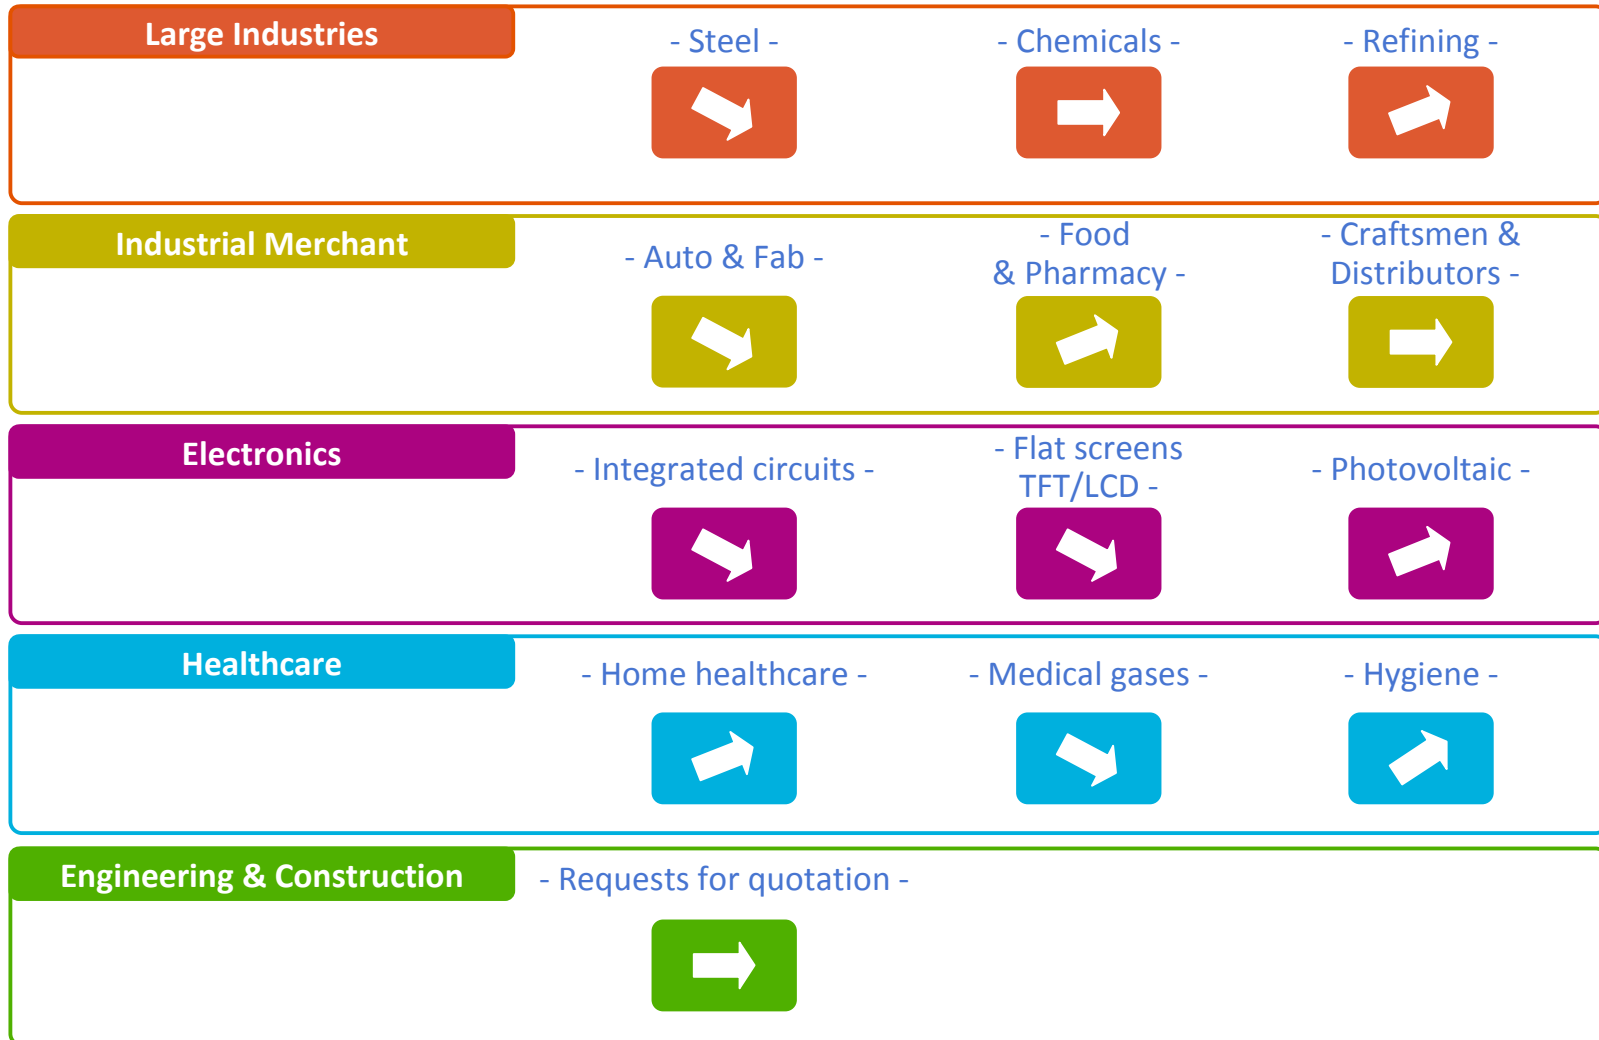 Large Industries
- Steel -
- Chemicals -
- Refining -
Industrial Merchant
- Auto & Fab -
- Food
& Pharmacy -
- Craftsmen &
Distributors -
Electronics
- Integrated circuits -
- Flat screens
TFT/LCD -
- Photovoltaic -
Healthcare
- Home healthcare -
- Medical gases -
- Hygiene -
Engineering & Construction
- Requests for quotation -